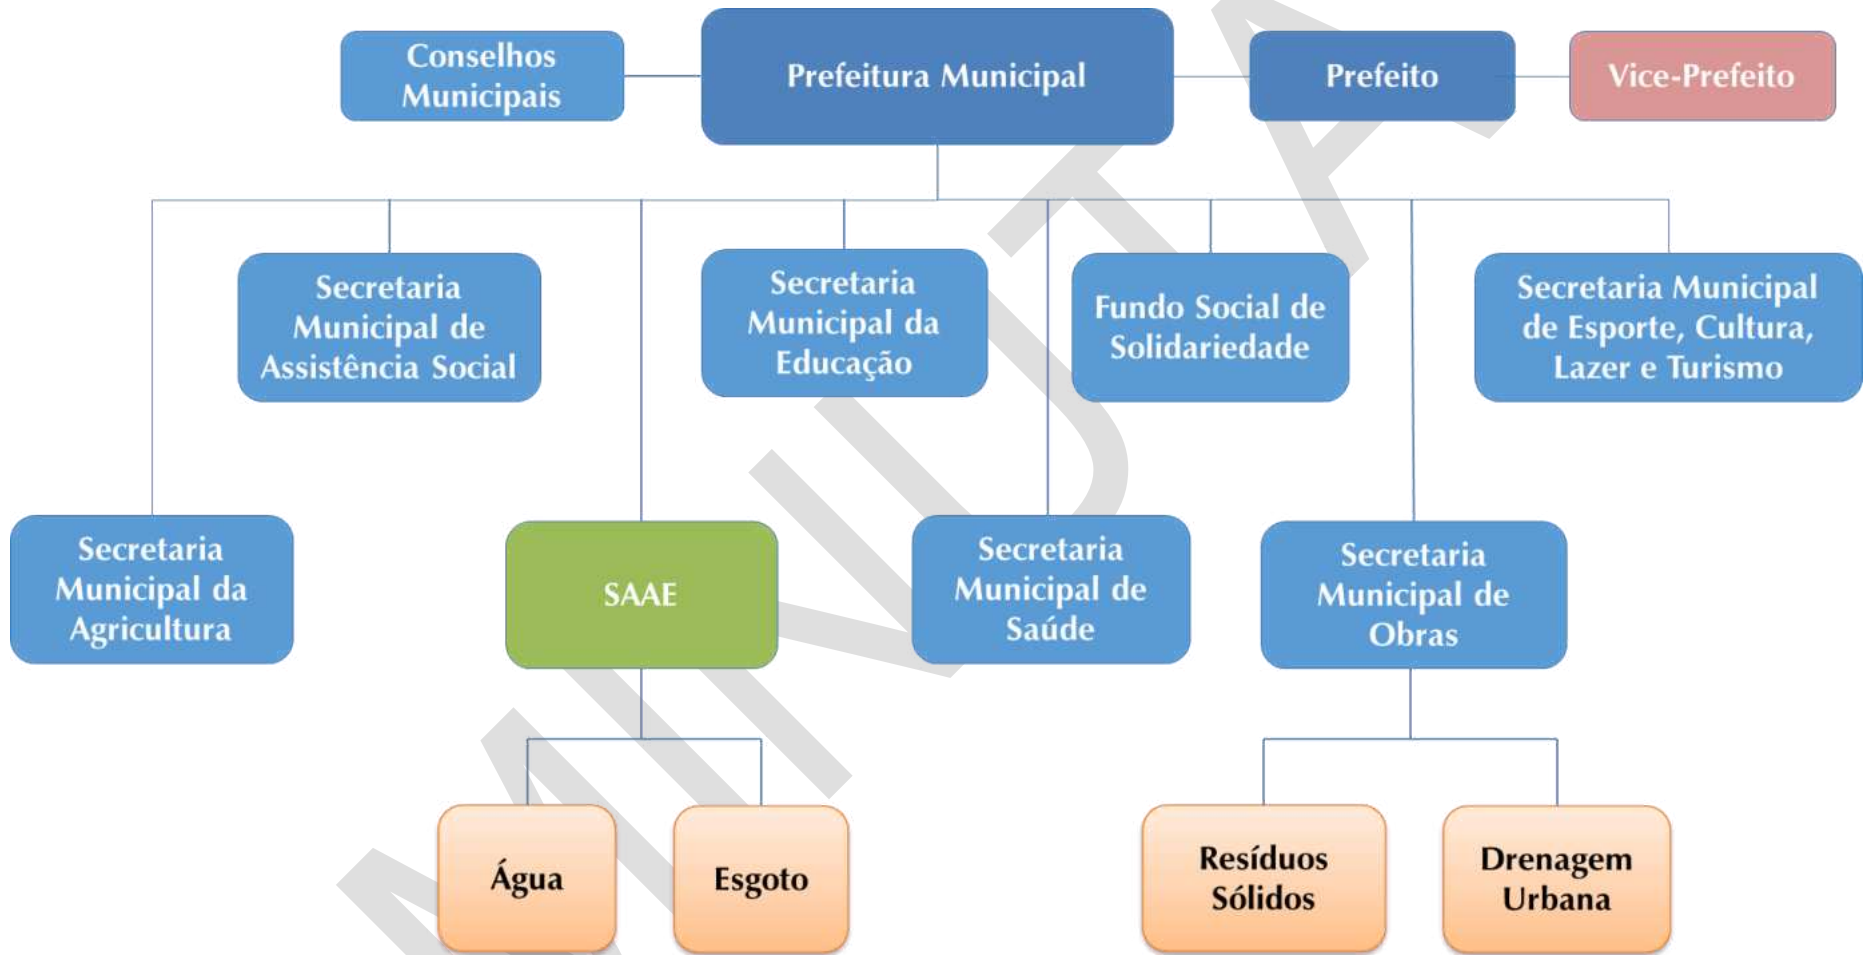 Conselhos
Municipais
Prefeitura Municipal
Prefeito
Vice-Prefeito
Secretaria
Municipal de
Assistência Social
Secretaria
Municipal da
Educação
Fundo Social de
Solidariedade
Secretaria Municipal
de Esporte, Cultura,
Lazer e Turismo
Secretaria
Municipal da
Agricultura
SAAE
Secretaria
Municipal de
Saúde
Secretaria
Municipal de
Obras
Água
Esgoto
Resíduos
Sólidos
Drenagem
Urbana
MINUTA